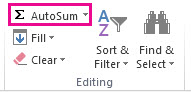 Σ AutoSum
Fill
Clear
A
Z
Sort &
Filter
Find &
Select
Editing